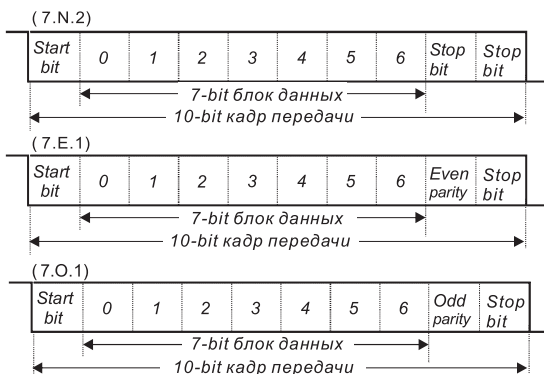 (7.N.2)
Start bit 0 1 2 3 4 5 6 Stop bit Stop bit
7-bit блок данных
10-bit кадр передачи
(7.E.1)
Start bit 0 1 2 3 4 5 6 Even parity Stop bit
7-bit блок данных
10-bit кадр передачи
(7.O.1)
Start bit 0 1 2 3 4 5 6 Odd parity Stop bit
7-bit блок данных
10-bit кадр передачи